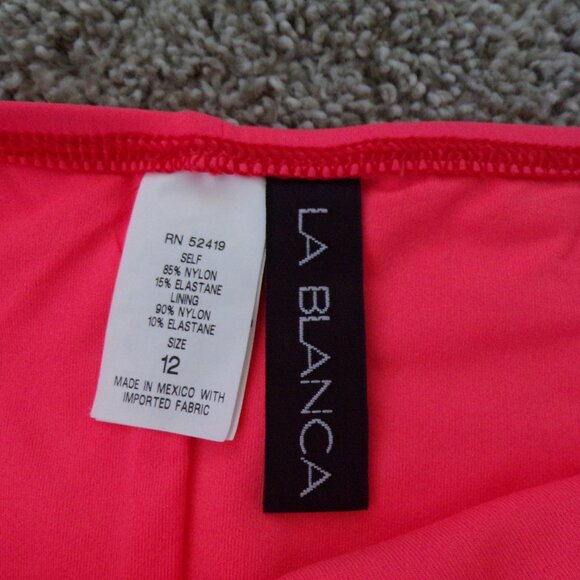 RN 52419
SELF
85% NYLON
15% ELASTANE
LINING
90% NYLON
10% ELASTANE
SIZE
12
MADE IN MEXICO WITH
IMPORTED FABRIC
LA BLANCA